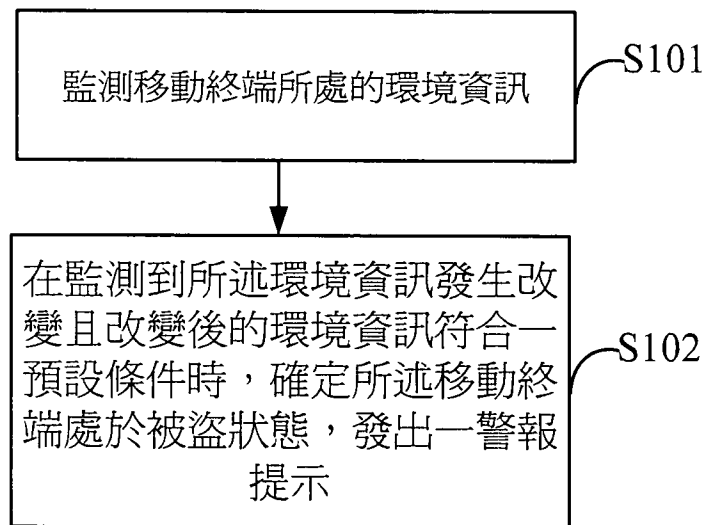 監測移動終端所處的環境資訊
S101
在監測到所述環境資訊發生改
變且改變後的環境資訊符合一
預設條件時，確定所述移動終
端處於被盜狀態，發出一警報
提示
S102